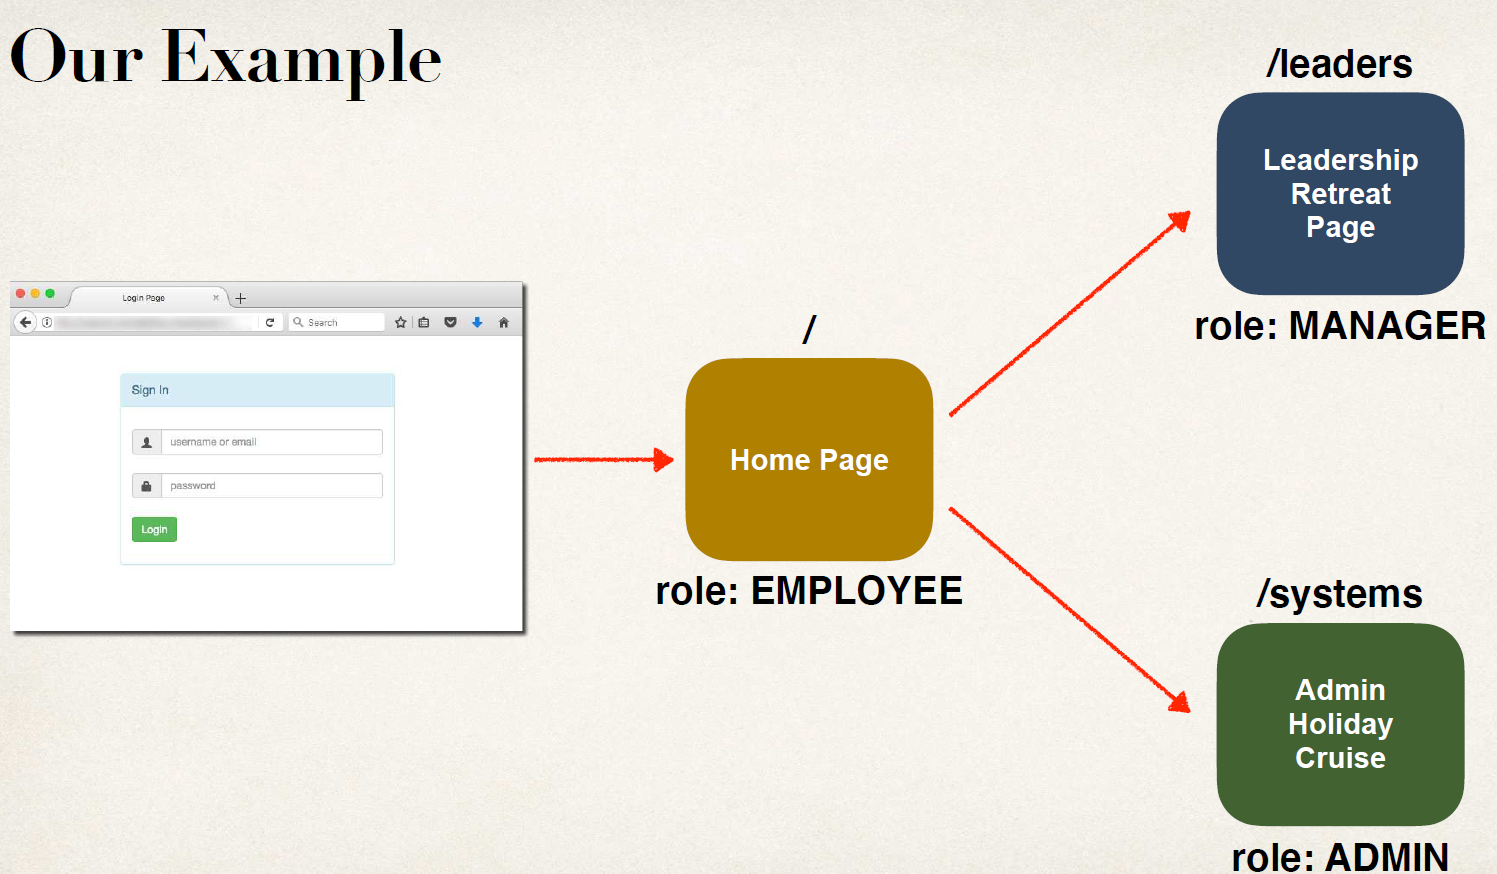 Our Example
Login Page
Search
Sign In
username or email
password
Login
/
Home Page
role: EMPLOYEE
/leaders
Leadership
Retreat
Page
role: MANAGER
/systems
Admin
Holiday
Cruise
role: ADMIN